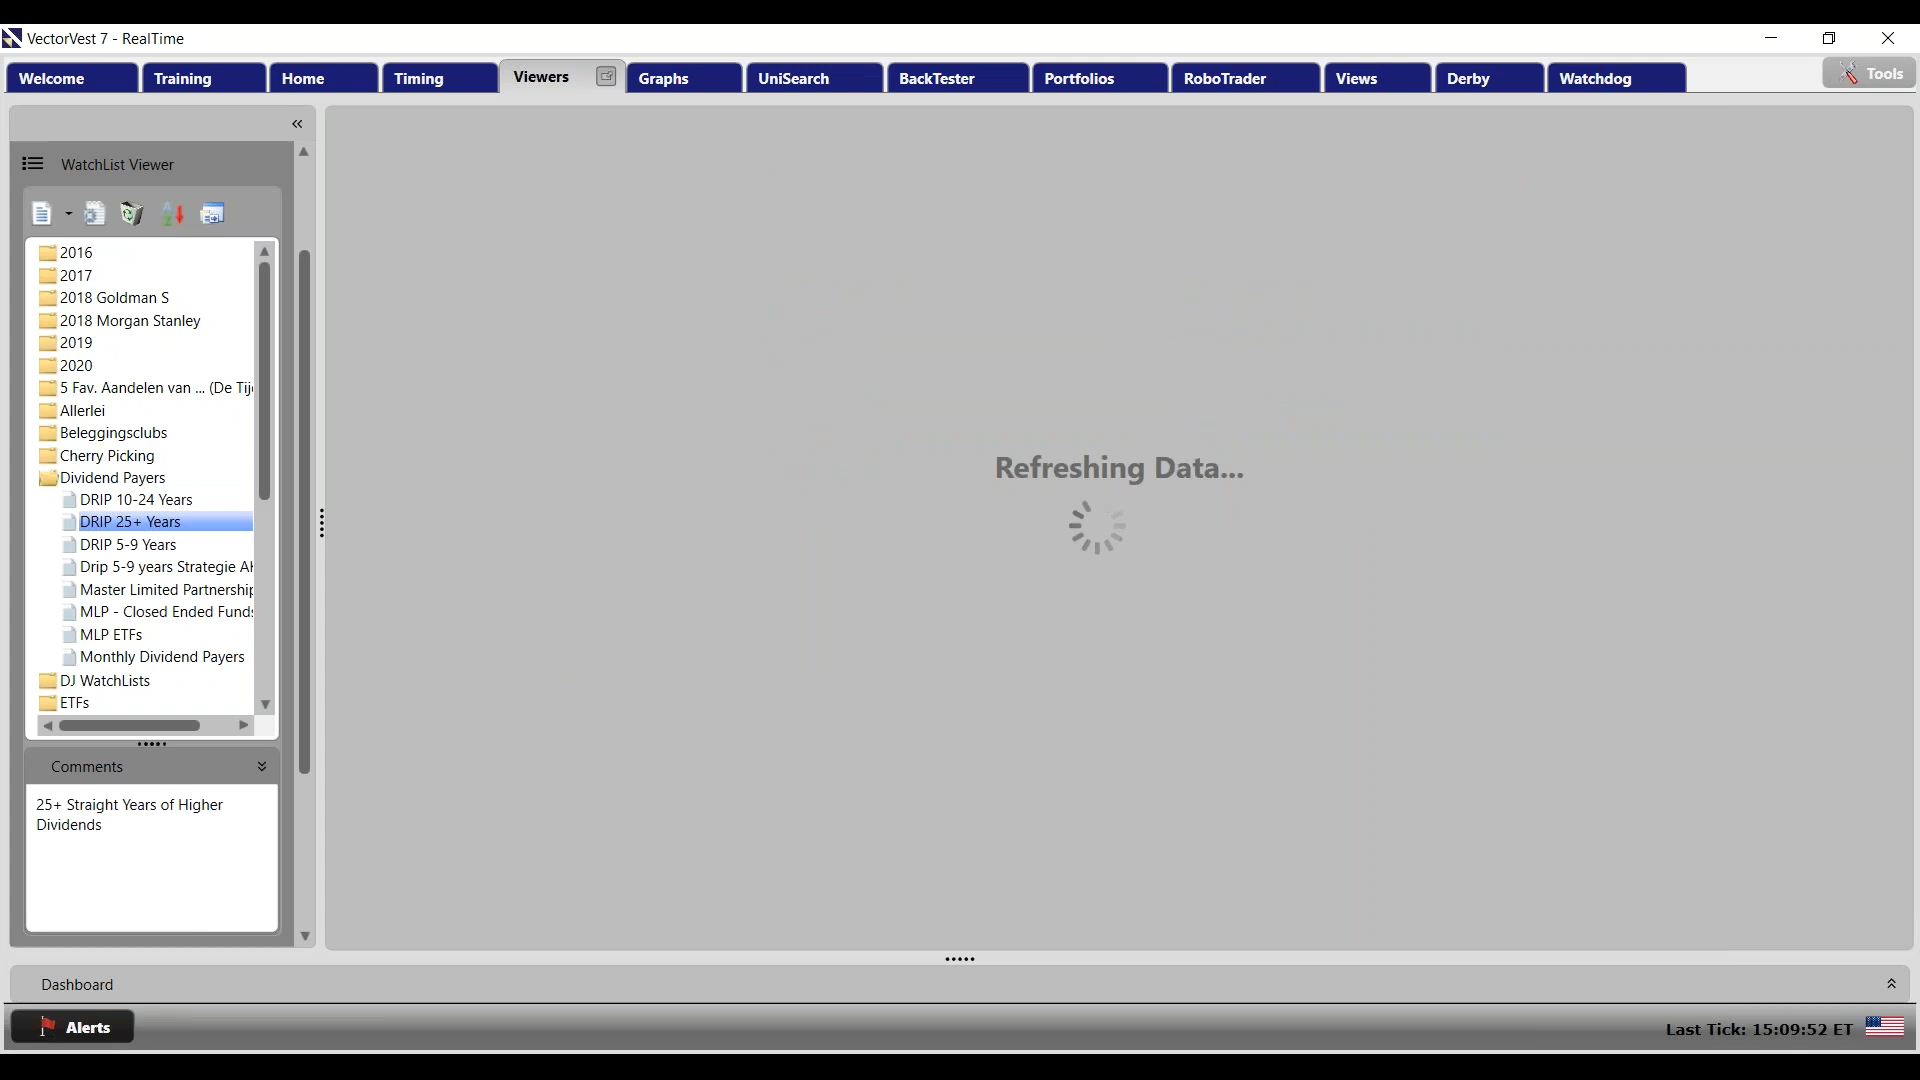 VectorVest 7 - RealTime
Welcome
Training
Home
Timing
Viewers
Graphs
UniSearch
BackTester
Portfolios
RoboTrader
Views
Derby
Watchdog
Tools
WatchList Viewer
2016
2017
2018 Goldman S
2018 Morgan Stanley
2019
2020
5 Fav. Aandelen van ... (De
Allerlei
Beleggingsclubs
Cherry Picking
Dividend Payers
DRIP 10-24 Years
DRIP 25+ Years
DRIP 5-9 Years
Drip 5-9 years Strategie
Master Limited
MLP - Closed Ended
MLP ETFs
Monthly Dividend Payers
DJ WatchLists
ETFs
Comments
25+ Straight Years of Higher
Dividends
Refreshing Data...
Dashboard
Alerts
Last Tick: 15:09:52 ET